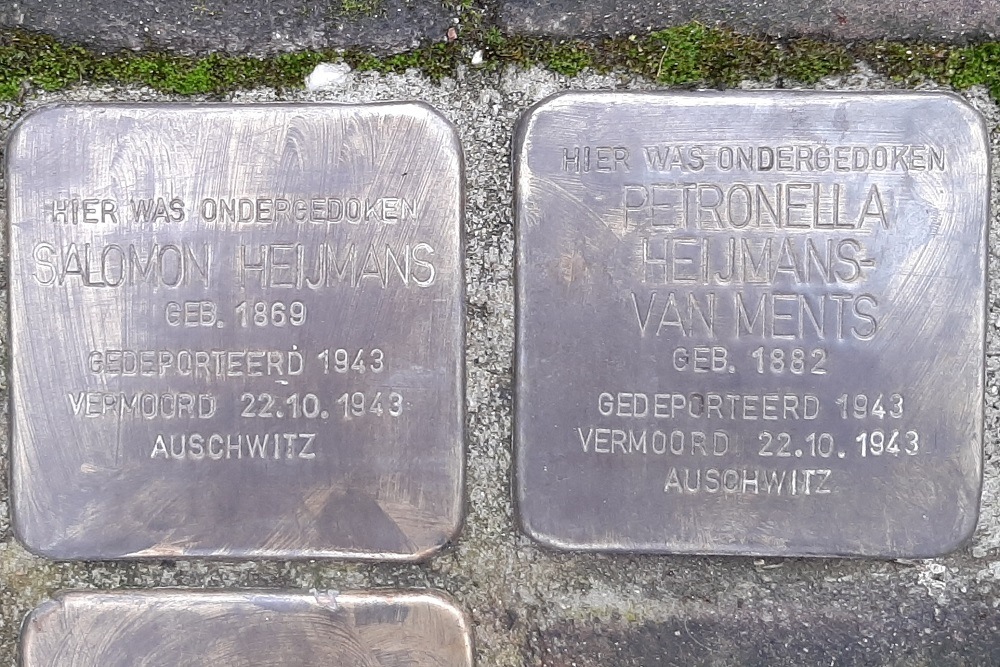 HIER WAS ONDERGEDOKEN
SALOMON HEIJMANS
GEB. 1869
GEDEPORTEERD 1943
VERMOORD 22.10.1943
AUSCHWITZ
HIER WAS ONDERGEDOKEN
PETRONELLA
HEIJMANS-
VAN MENTS
GEB. 1882
GEDEPORTEERD 1943
VERMOORD 22.10.1943
AUSCHWITZ